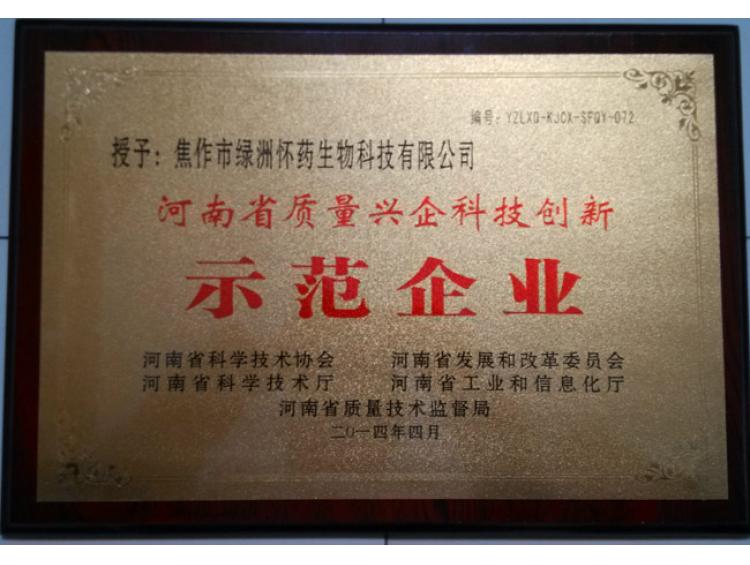 编号：YZLXQ-KJCX-SFQY-072
授予：焦作市绿洲怀药生物科技有限公司
河南省质量兴企科技创新
示范企业
河南省科学技术协会 河南省发展和改革委员会
河南省科学技术厅 河南省工业和信息化厅
河南省质量技术监督局
二〇一四年四月